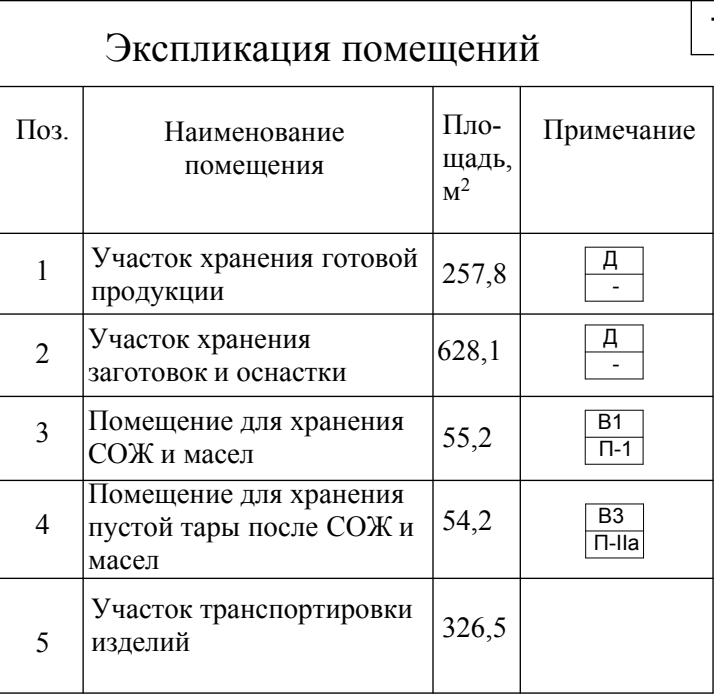 Экспликация помещений
Поз.
Наименование
помещения
Пло-
щадь,
м²
Примечание
1
Участок хранения готовой
продукции
257,8
Д
-
2
Участок хранения
заготовок и оснастки
628,1
Д
-
3
Помещение для хранения
СОЖ и масел
55,2
В1
П-1
4
Помещение для хранения
пустой тары после СОЖ и
масел
54,2
В3
П-IIa
5
Участок транспортировки
изделий
326,5